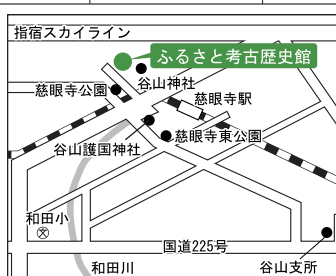 指宿スカイライン
ふるさと考古歴史館
谷山神社
慈眼寺公園
慈眼寺駅
慈眼寺東公園
谷山護国神社
和田小
国道225号
和田川
谷山支所